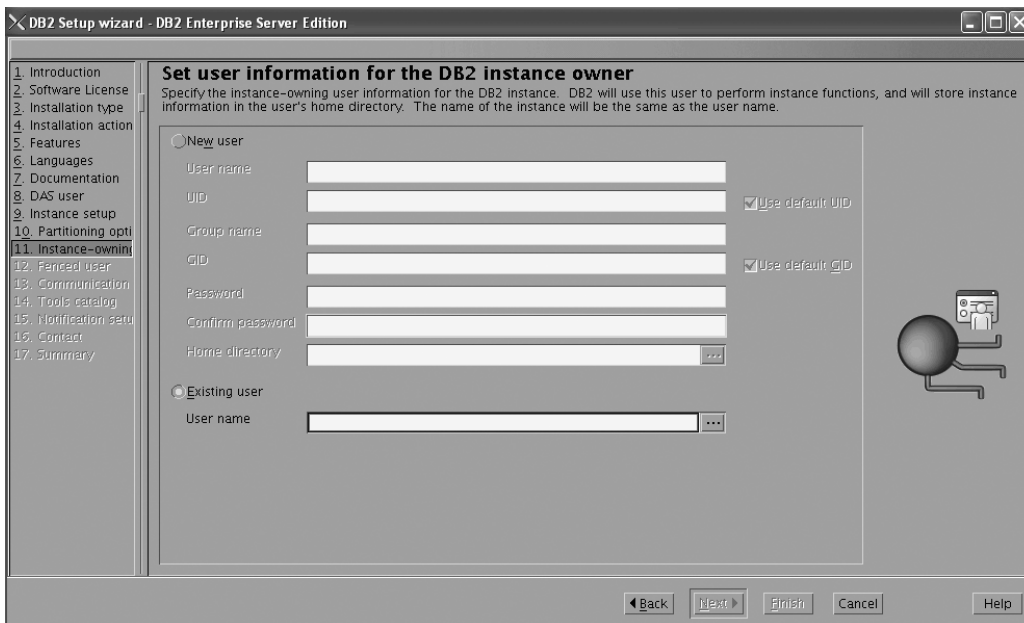 DB2 Setup wizard - DB2 Enterprise Server Edition
1. Introduction
2. Software License
3. Installation type
4. Installation action
5. Features
6. Languages
7. Documentation
8. DAS user
9. Instance setup
10. Partitioning opti
11. Instance-owning
12. Fenced user
13. Communication
14. Tools catalog
15. Notification setu
16. Contact
17. Summary
Set user information for the DB2 instance owner
Specify the instance-owning user information for the DB2 instance. DB2 will use this user to perform instance functions, and will store instance
information in the user's home directory. The name of the instance will be the same as the user name.
New user
User name
UID
Use default UID
Group name
GID
Use default GID
Password
Confirm password
Home directory
...
Existing user
User name
...
Back
Next
Finish
Cancel
Help